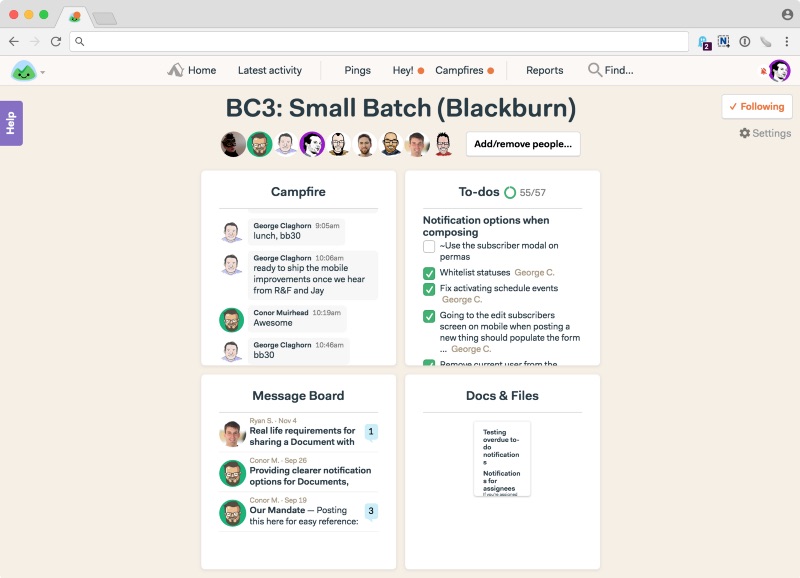 2
N
Home
Latest activity
Pings
Hey!
Campfires
Reports
Find...
Help
BC3: Small Batch (Blackburn)
✓ Following
Settings
Add/remove people...
Campfire
George Claghorn 9:05am
lunch, bb30
George Claghorn 10:06am
ready to ship the mobile
improvements once we hear
from R&F and Jay
Conor Muirhead 10:19am
Awesome
George Claghorn 10:46am
bb30
To-dos 55/57
Notification options when
composing
~Use the subscriber modal on
permas
Whitelist statuses George C.
Fix activating schedule events
George C.
Going to the edit subscribers
screen on mobile when posting a
new thing should populate the form
... George C.
Remove current user from the
Message Board
Ryan S. · Nov 4
Real life requirements for
sharing a Document with
1
Conor M. · Sep 26
Providing clearer notification
options for Documents,
Conor M. · Sep 19
Our Mandate — Posting
this here for easy reference:
3
Docs & Files
Testing
overdue to-
do
notification
s
Notification
s for
assignees
If you're assigned